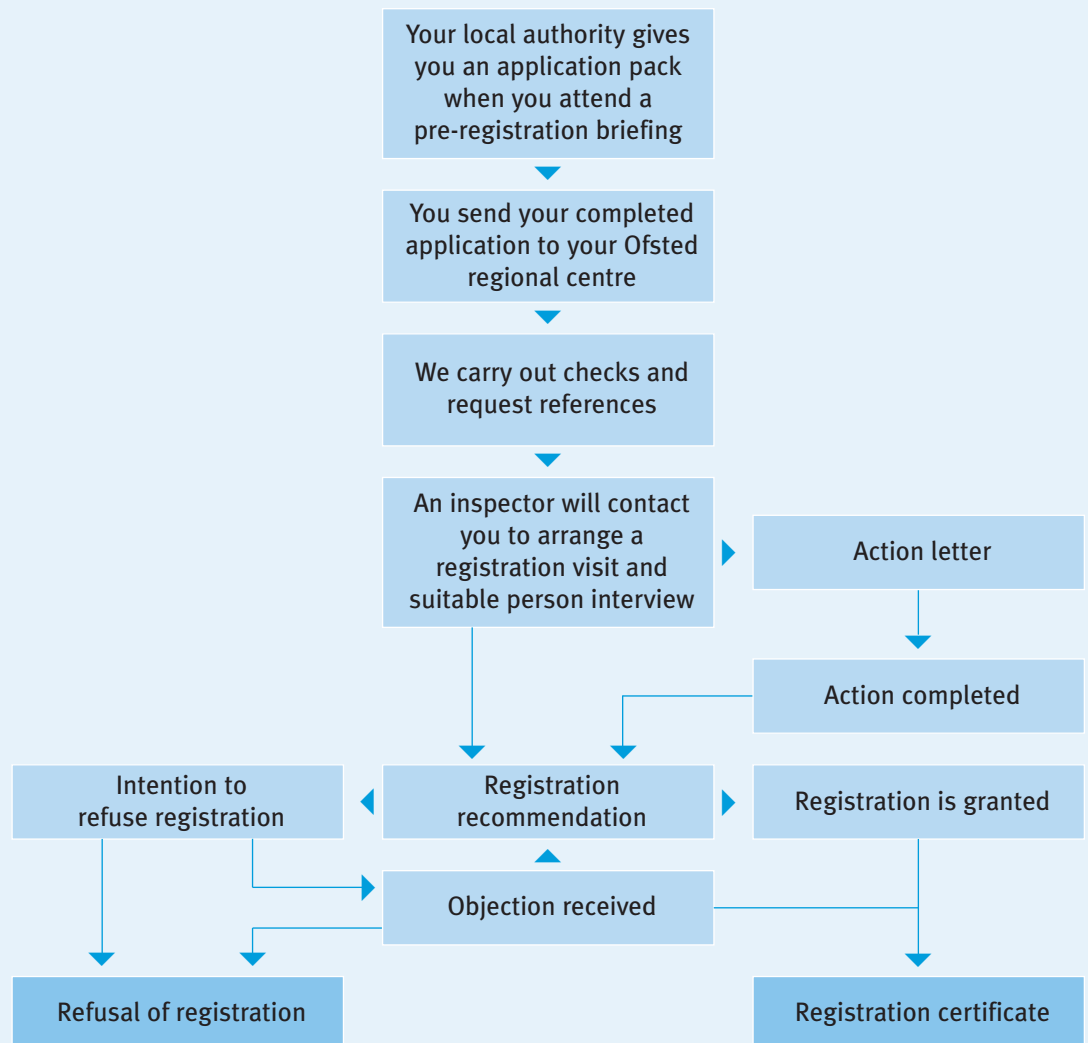 Your local authority gives
you an application pack
when you attend a
pre-registration briefing
You send your completed
application to your Ofsted
regional centre
We carry out checks and
request references
An inspector will contact
you to arrange a
registration visit and
suitable person interview
Action letter
Action completed
Intention to
refuse registration
Registration
recommendation
Registration is granted
Objection received
Refusal of registration
Registration certificate